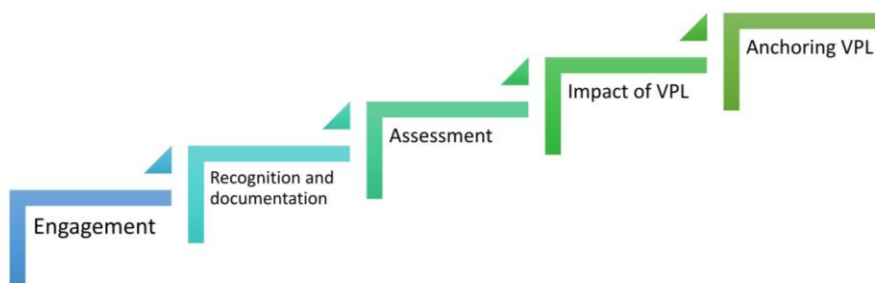 Engagement
Recognition and
documentation
Assessment
Impact of VPL
Anchoring VPL